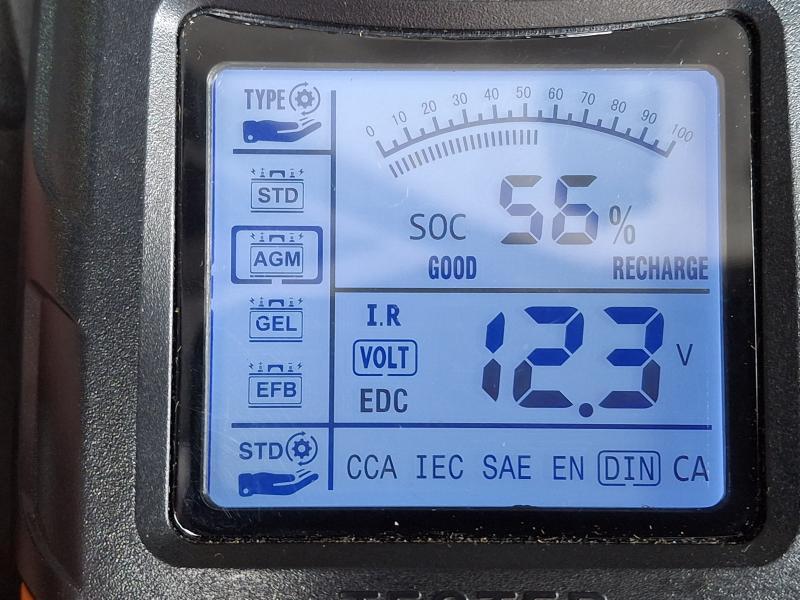 TYPE
0 10 20 30 40 50 60 70 80 90 100
STD
SOC 56 %
AGM
GOOD RECHARGE
GEL
I.R
VOLT 12.3 V
EFB
EDC
STD
CCA IEC SAE EN DIN CA
TESTER